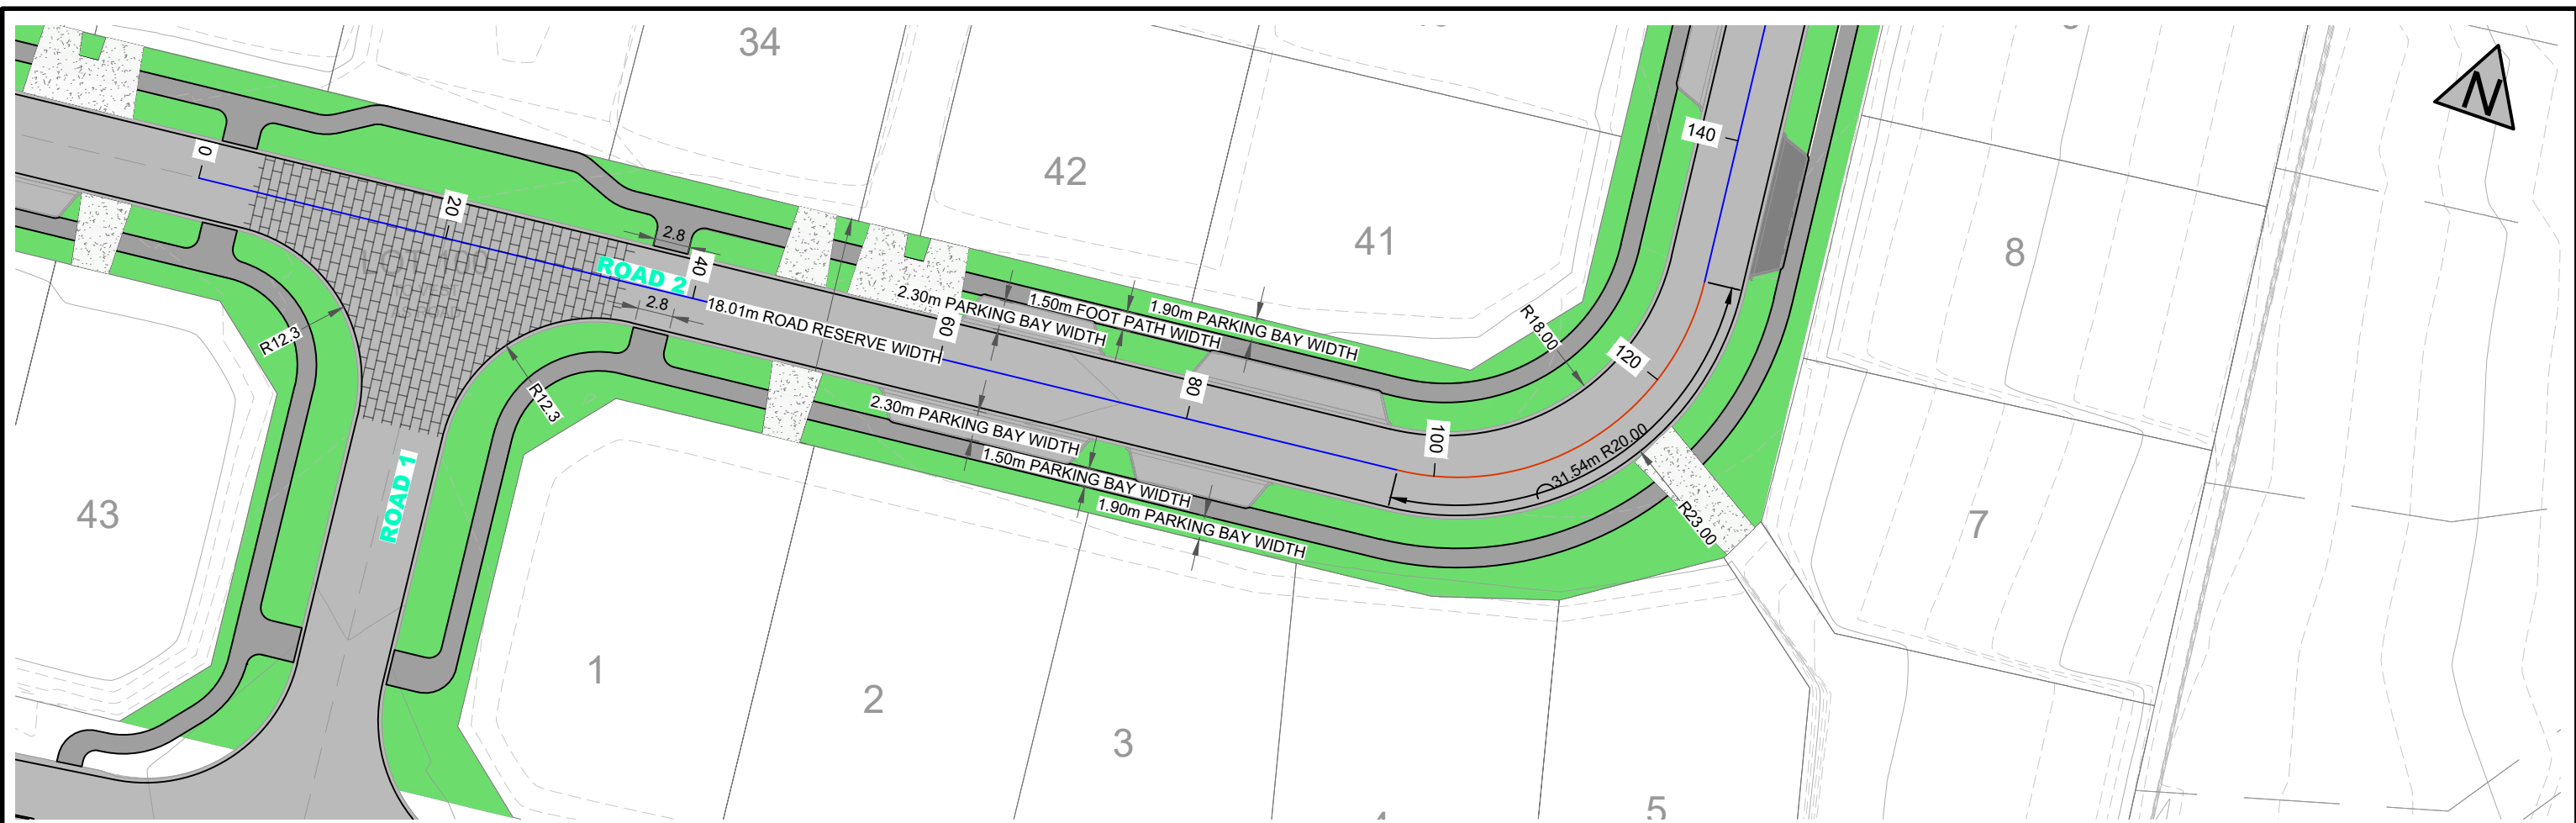 34
42
41
43
1
2
3
5
7
8
0
20
40
60
80
100
120
140
N
LOT 400
ROAD 2
ROAD 1
2.8
2.8
R12.3
R12.3
18.01m ROAD RESERVE WIDTH
2.30m PARKING BAY WIDTH
1.50m FOOT PATH WIDTH
1.90m PARKING BAY WIDTH
2.30m PARKING BAY WIDTH
1.50m PARKING BAY WIDTH
1.90m PARKING BAY WIDTH
R18.00
31.54m R20.00
R23.00